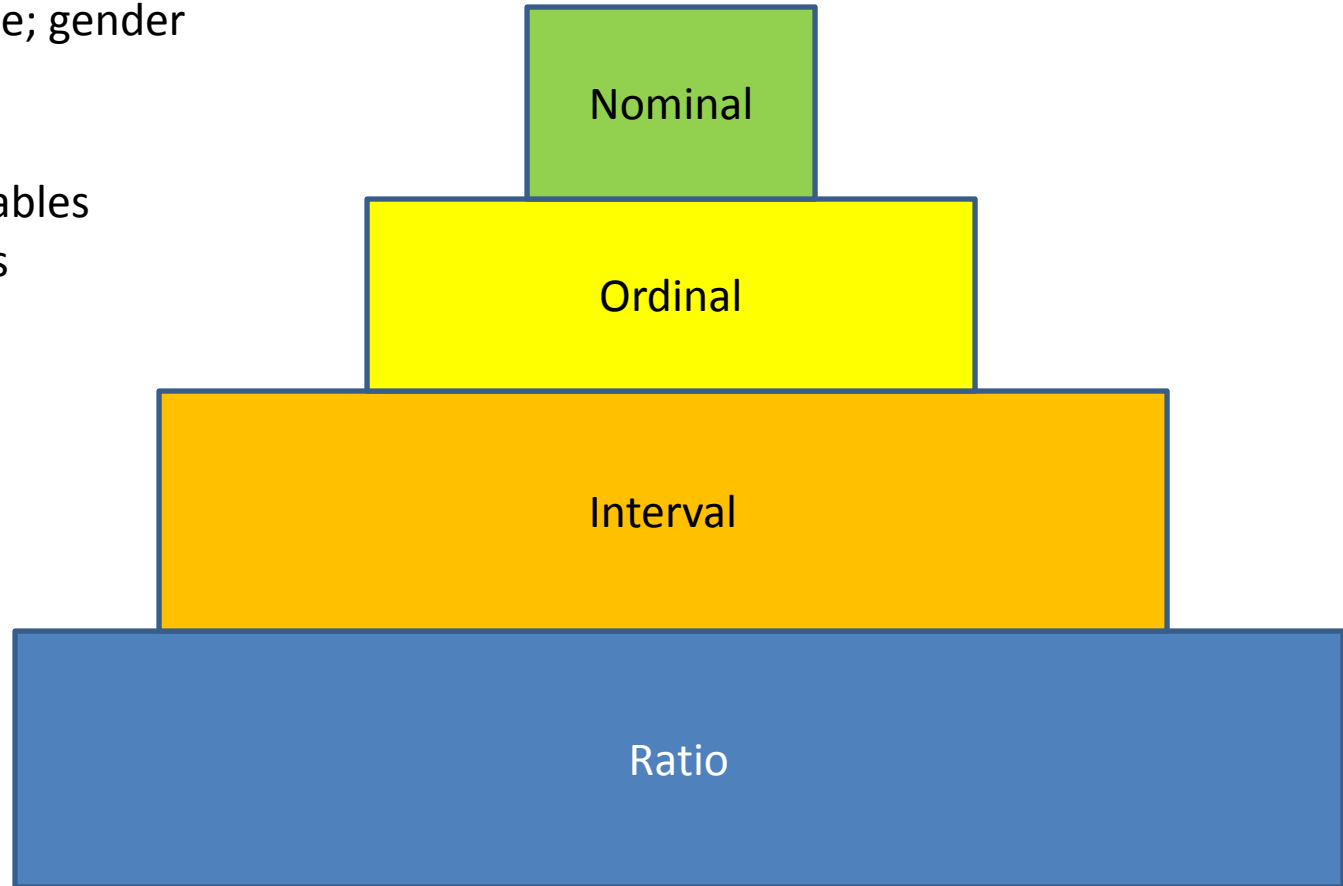 e; gender
Nominal
ables
s
Ordinal
Interval
Ratio